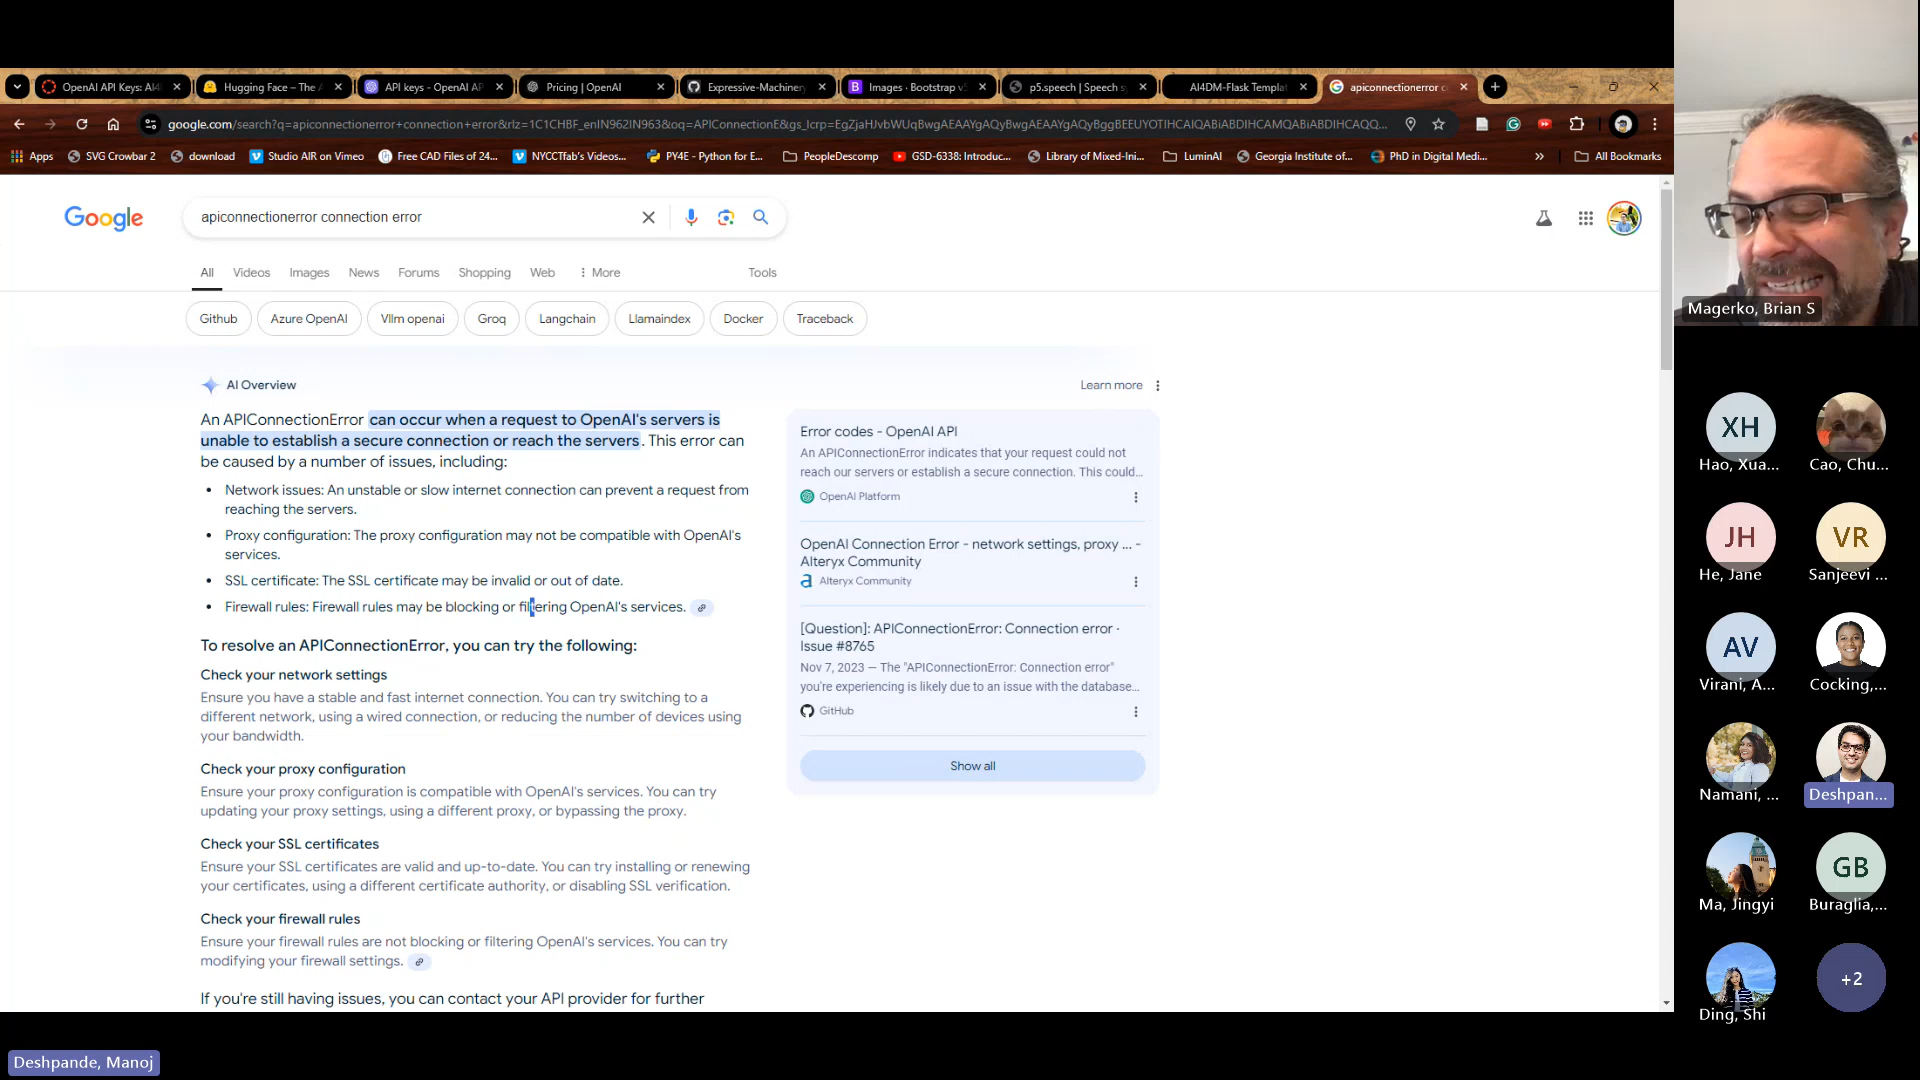 OpenAI API Keys: AI4
Hugging Face – The A
API keys - OpenAI AP
Pricing | OpenAI
Expressive-Machinery
Images · Bootstrap v5
p5.speech | Speech s
AI4DM-Flask Templa
apiconnectionerror c
google.com/search?q=apiconnectionerror+connection+error&rlz=1C1CHBF_enIN962IN963&oq=APIConnectionE&gs_lcrp=EgZjaHJvbWUqBwgAEAAYgAQyBwgAEAAYgAQyBggBEEUYOTIHCAIQABiABDIHCAMQABiABDIHCAQQ...
Apps
SVG Crowbar 2
download
Studio AIR on Vimeo
Free CAD Files of 24...
NYCCTfab's Videos...
PY4E - Python for E...
PeopleDescomp
GSD-6338: Introduc...
Library of Mixed-Ini...
LuminAI
Georgia Institute of...
PhD in Digital Medi...
»
All Bookmarks
Google
apiconnectionerror connection error
All
Videos
Images
News
Forums
Shopping
Web
More
Tools
Github
Azure OpenAI
Vllm openai
Groq
Langchain
Llamaindex
Docker
Traceback
AI Overview
Learn more
An APIConnectionError can occur when a request to OpenAI's servers is
unable to establish a secure connection or reach the servers. This error can
be caused by a number of issues, including:
• Network issues: An unstable or slow internet connection can prevent a request from
reaching the servers.
• Proxy configuration: The proxy configuration may not be compatible with OpenAI's
services.
• SSL certificate: The SSL certificate may be invalid or out of date.
• Firewall rules: Firewall rules may be blocking or filtering OpenAI's services.
To resolve an APIConnectionError, you can try the following:
Check your network settings
Ensure you have a stable and fast internet connection. You can try switching to a
different network, using a wired connection, or reducing the number of devices using
your bandwidth.
Check your proxy configuration
Ensure your proxy configuration is compatible with OpenAI's services. You can try
updating your proxy settings, using a different proxy, or bypassing the proxy.
Check your SSL certificates
Ensure your SSL certificates are valid and up-to-date. You can try installing or renewing
your certificates, using a different certificate authority, or disabling SSL verification.
Check your firewall rules
Ensure your firewall rules are not blocking or filtering OpenAI's services. You can try
modifying your firewall settings.
If you're still having issues, you can contact your API provider for further
Error codes - OpenAI API
An APIConnectionError indicates that your request could not
reach our servers or establish a secure connection. This could...
OpenAI Platform
OpenAI Connection Error - network settings, proxy ... -
Alteryx Community
Alteryx Community
[Question]: APIConnectionError: Connection error ·
Issue #8765
Nov 7, 2023 — The "APIConnectionError: Connection error"
you're experiencing is likely due to an issue with the database...
GitHub
Show all
Magerko, Brian S
XH
Hao, Xua...
Cao, Chu...
JH
He, Jane
VR
Sanjeevi ...
AV
Virani, A...
Cocking,...
Namani, ...
Deshpan...
Ma, Jingyi
GB
Buraglia,...
Ding, Shi
+2
Deshpande, Manoj